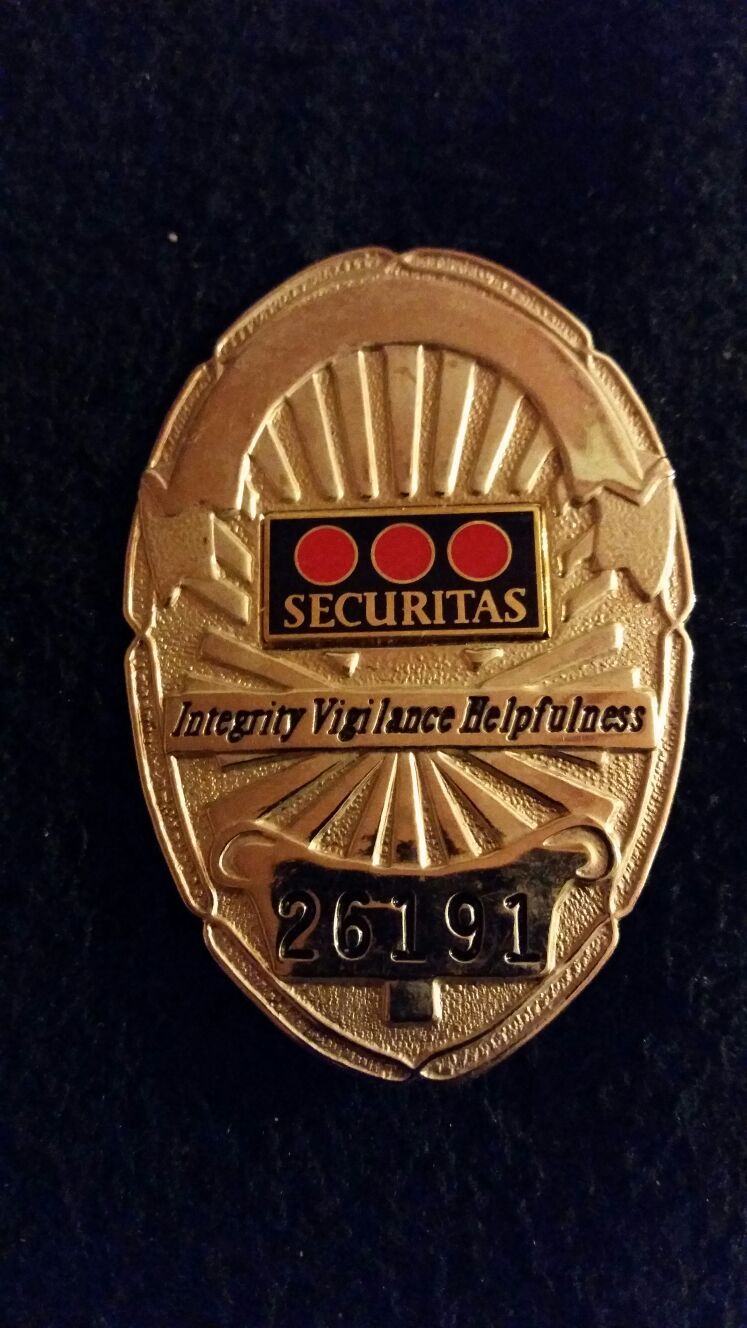 SECURITAS
Integrity Vigilance Helpfulness
26191